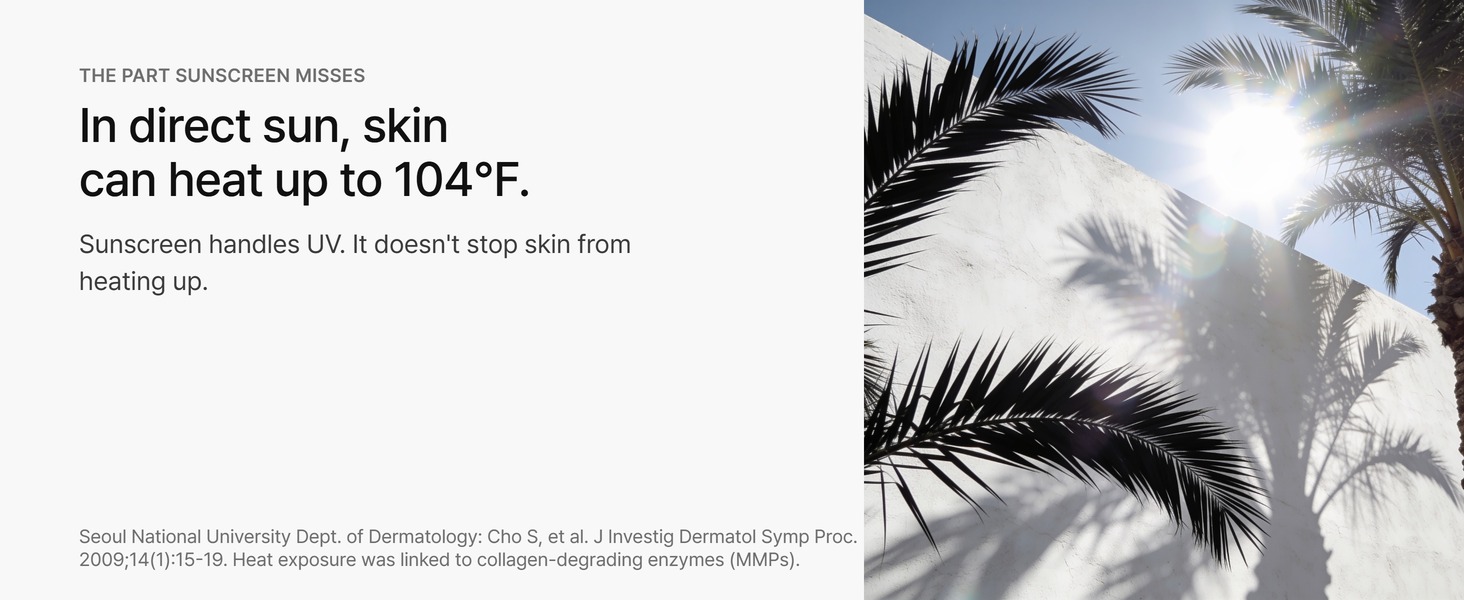 THE PART SUNSCREEN MISSES
In direct sun, skin
can heat up to 104°F.
Sunscreen handles UV. It doesn't stop skin from
heating up.
Seoul National University Dept. of Dermatology: Cho S, et al. J Investig Dermatol Symp Proc.
2009;14(1):15-19. Heat exposure was linked to collagen-degrading enzymes (MMPs).